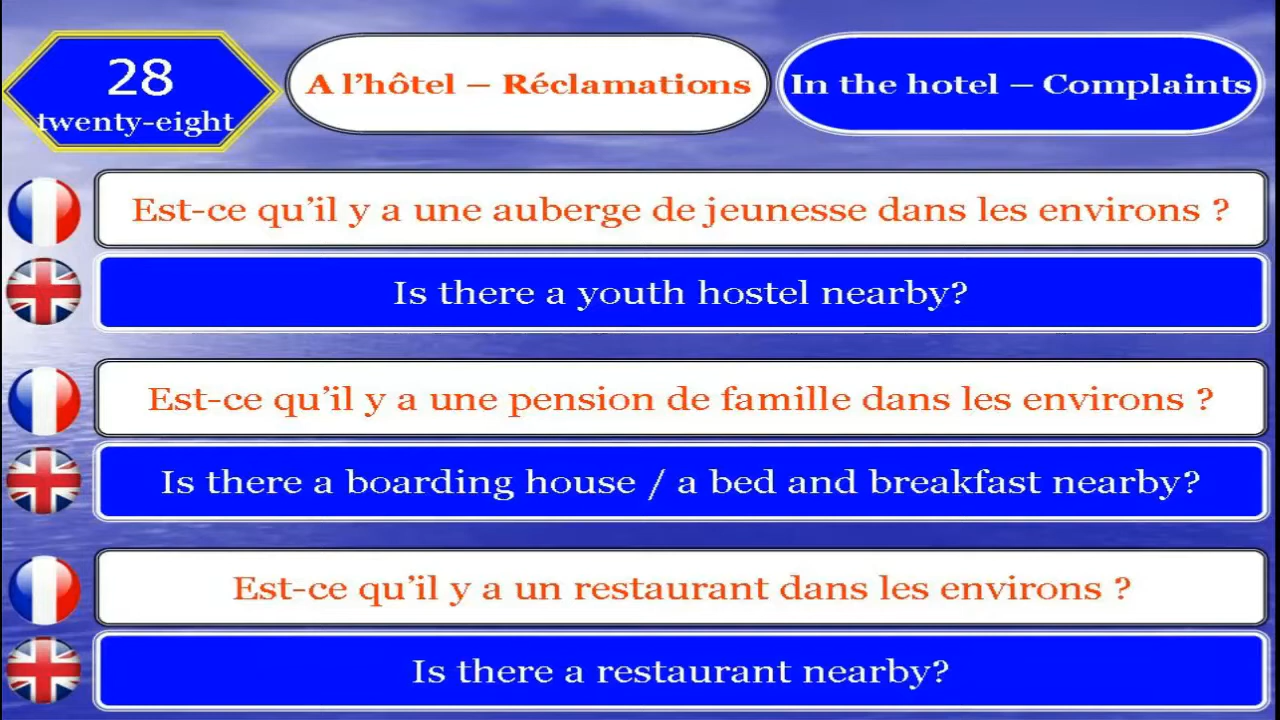 28
twenty-eight
A l’hôtel – Réclamations
In the hotel – Complaints
Est-ce qu’il y a une auberge de jeunesse dans les environs ?
Is there a youth hostel nearby?
Est-ce qu’il y a une pension de famille dans les environs ?
Is there a boarding house / a bed and breakfast nearby?
Est-ce qu’il y a un restaurant dans les environs ?
Is there a restaurant nearby?